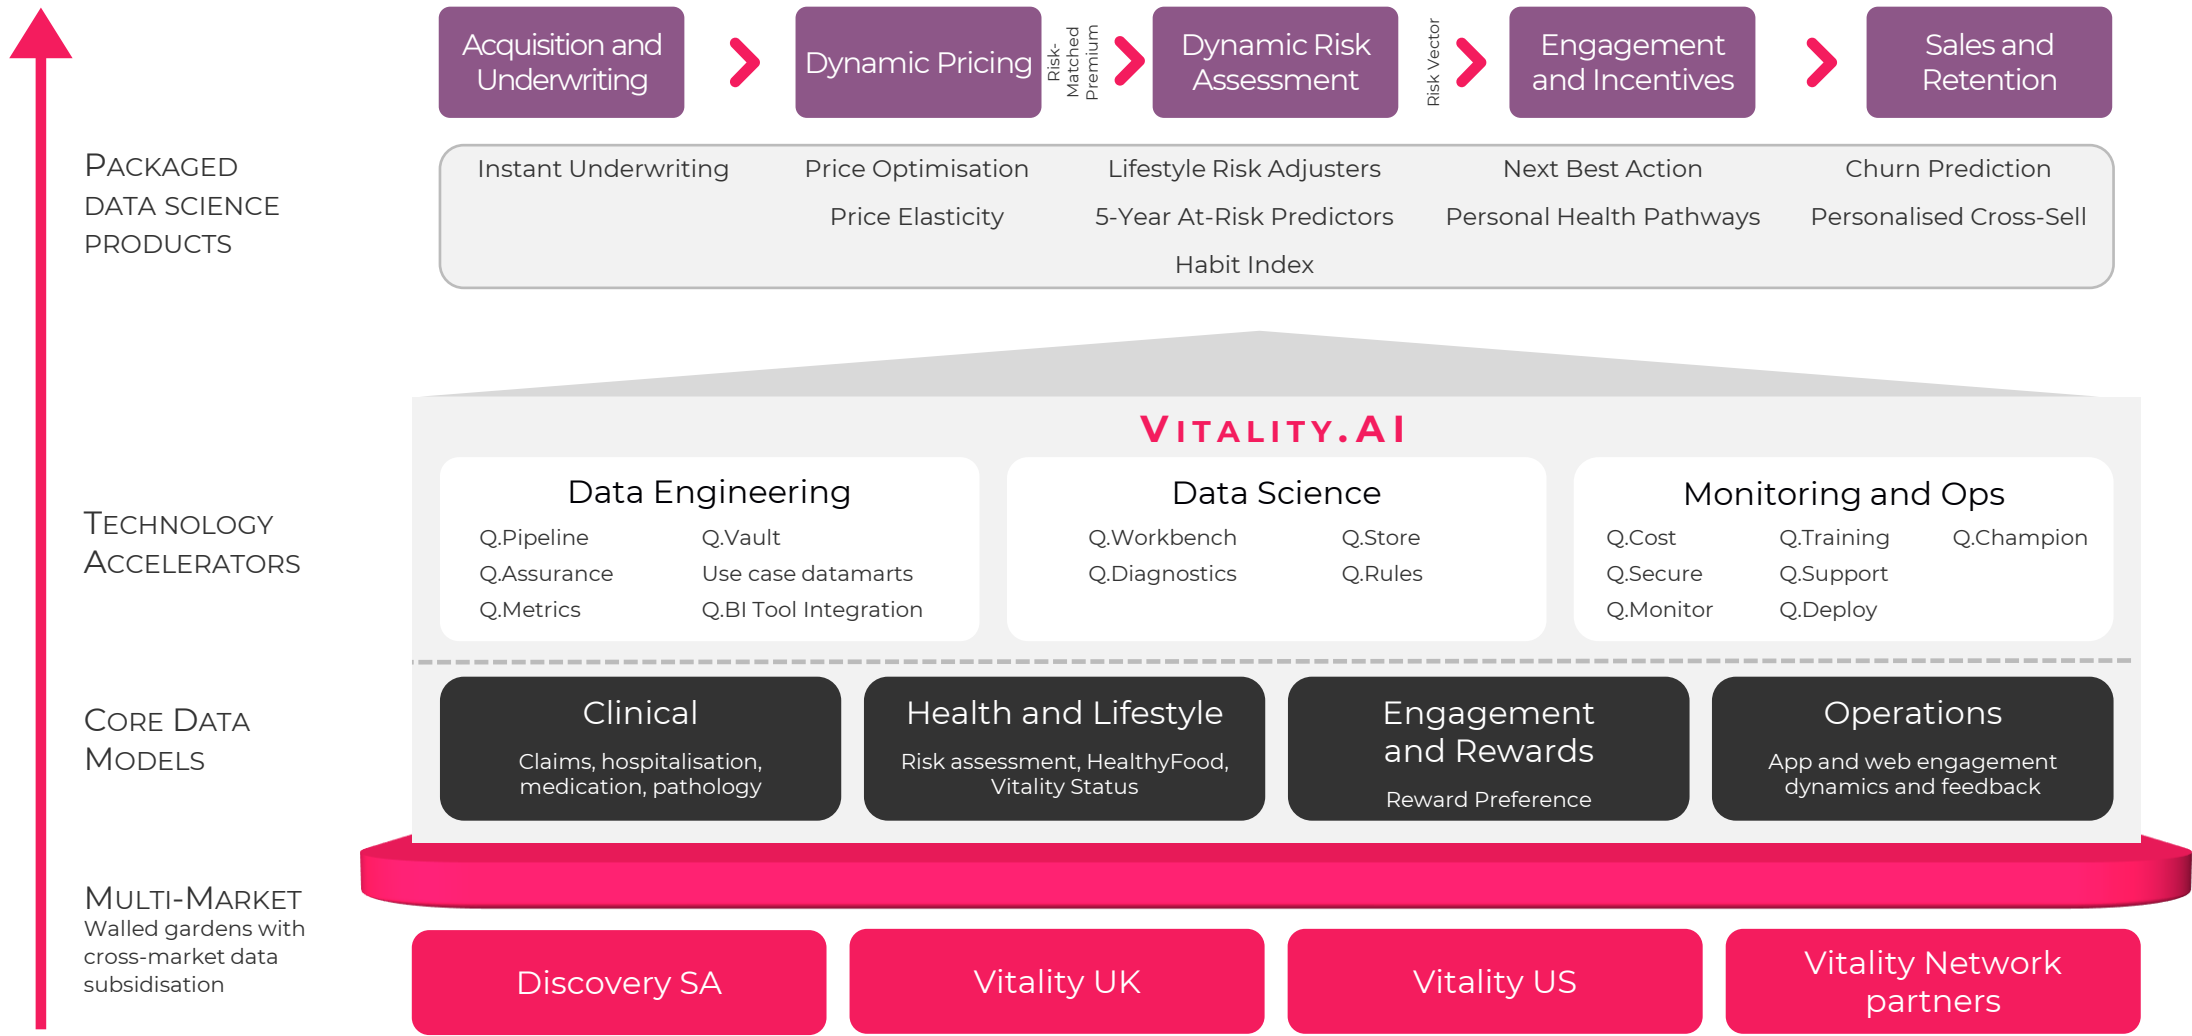 Acquisition and
Underwriting
Dynamic Pricing
Risk-
Matched
Premium
Dynamic Risk
Assessment
Risk Vector
Engagement
and Incentives
Sales and
Retention
PACKAGED
DATA SCIENCE
PRODUCTS
Instant Underwriting
Price Optimisation
Price Elasticity
Lifestyle Risk Adjusters
5-Year At-Risk Predictors
Habit Index
Next Best Action
Personal Health Pathways
Churn Prediction
Personalised Cross-Sell
VITALITY.AI
TECHNOLOGY
ACCELERATORS
Data Engineering
Q.Pipeline
Q.Assurance
Q.Metrics
Q.Vault
Use case datamarts
Q.BI Tool Integration
Data Science
Q.Workbench
Q.Diagnostics
Q.Store
Q.Rules
Monitoring and Ops
Q.Cost
Q.Secure
Q.Monitor
Q.Training
Q.Support
Q.Deploy
Q.Champion
CORE DATA
MODELS
Clinical
Claims, hospitalisation,
medication, pathology
Health and Lifestyle
Risk assessment, HealthyFood,
Vitality Status
Engagement
and Rewards
Reward Preference
Operations
App and web engagement
dynamics and feedback
MULTI-MARKET
Walled gardens with
cross-market data
subsidisation
Discovery SA
Vitality UK
Vitality US
Vitality Network
partners